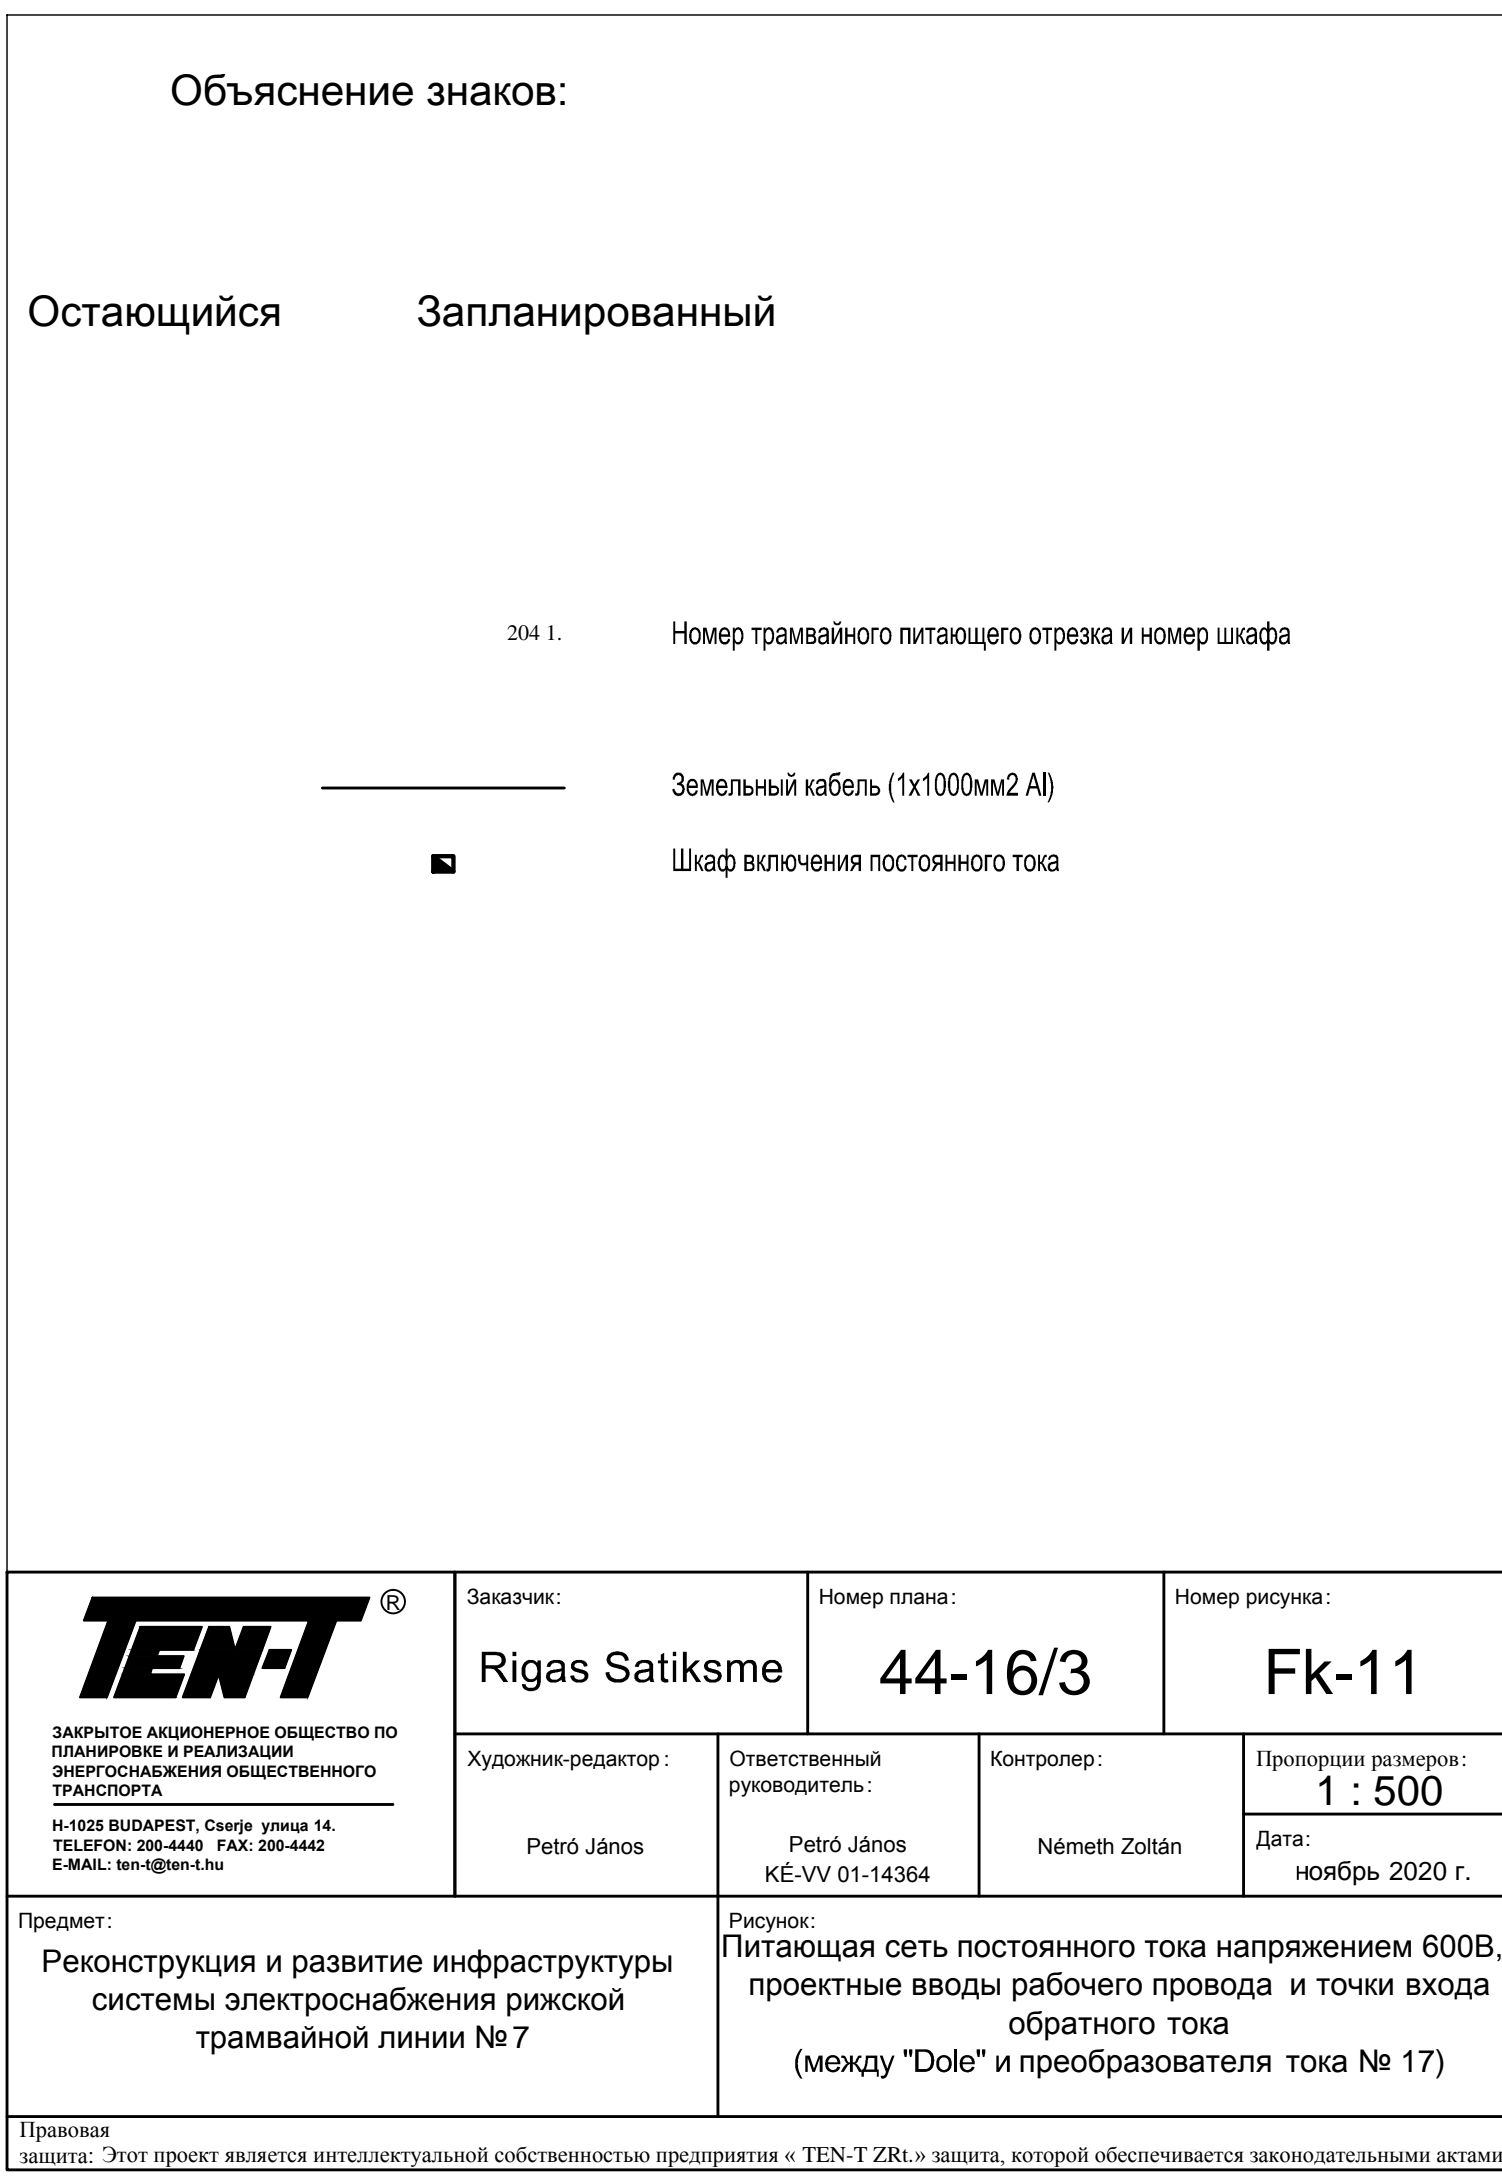 Объяснение знаков:
Остающийся Запланированный
204 1. Номер трамвайного питающего отрезка и номер шкафа
Земельный кабель (1x1000мм2 Al)
Шкаф включения постоянного тока
TEN-T ®
ЗАКРЫТОЕ АКЦИОНЕРНОЕ ОБЩЕСТВО ПО
ПЛАНИРОВКЕ И РЕАЛИЗАЦИИ
ЭНЕРГОСНАБЖЕНИЯ ОБЩЕСТВЕННОГО
ТРАНСПОРТА
H-1025 BUDAPEST, Cserje улица 14.
TELEFON: 200-4440 FAX: 200-4442
E-MAIL: ten-t@ten-t.hu
Заказчик:
Rigas Satiksme
Номер плана:
44-16/3
Номер рисунка:
Fk-11
Художник-редактор:
Petró János
Ответственный
руководитель:
Petró János
KÉ-VV 01-14364
Контролер:
Németh Zoltán
Пропорции размеров:
1 : 500
Дата:
ноябрь 2020 г.
Предмет:
Реконструкция и развитие инфраструктуры
системы электроснабжения рижской
трамвайной линии №7
Рисунок:
Питающая сеть постоянного тока напряжением 600В,
проектные вводы рабочего провода и точки входа
обратного тока
(между "Dole" и преобразователя тока № 17)
Правовая
защита: Этот проект является интеллектуальной собственностью предприятия « TEN-T ZRt.» защита, которой обеспечивается законодательными актами